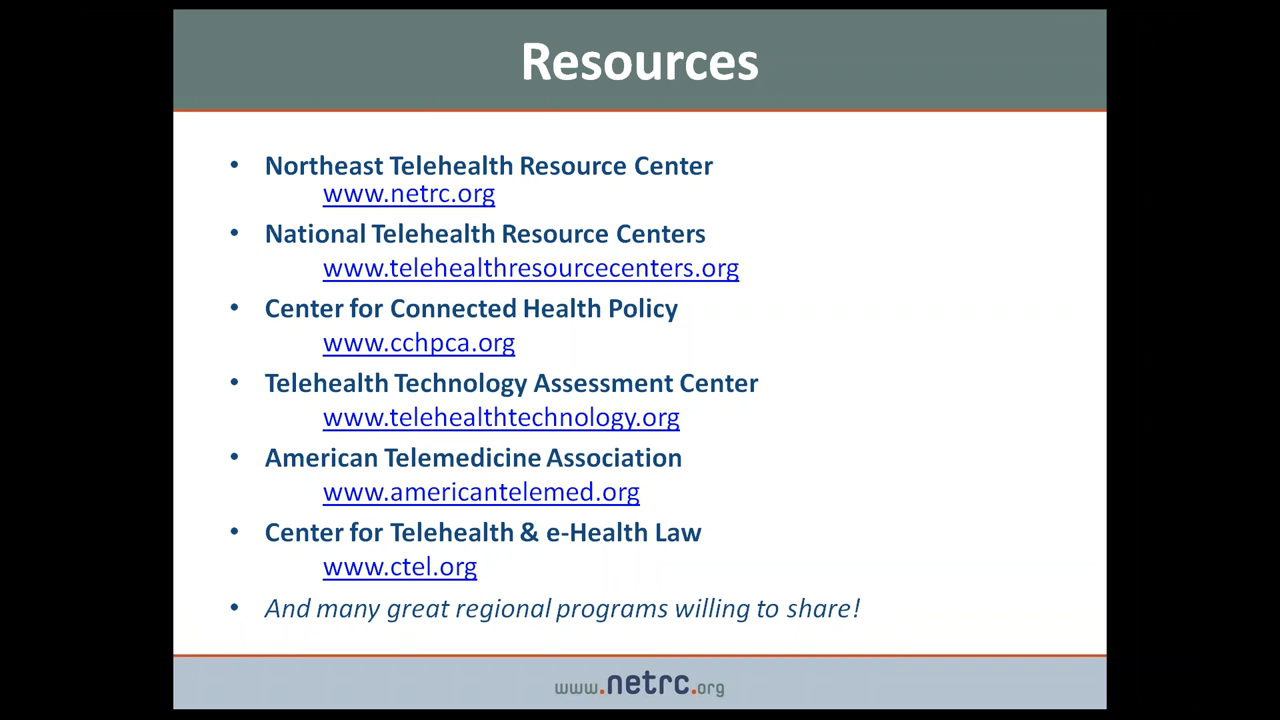 Resources
• Northeast Telehealth Resource Center
www.netrc.org
• National Telehealth Resource Centers
www.telehealthresourcecenters.org
• Center for Connected Health Policy
www.cchpca.org
• Telehealth Technology Assessment Center
www.telehealthtechnology.org
• American Telemedicine Association
www.americantelemed.org
• Center for Telehealth & e-Health Law
www.ctel.org
• And many great regional programs willing to share!
www.netrc.org